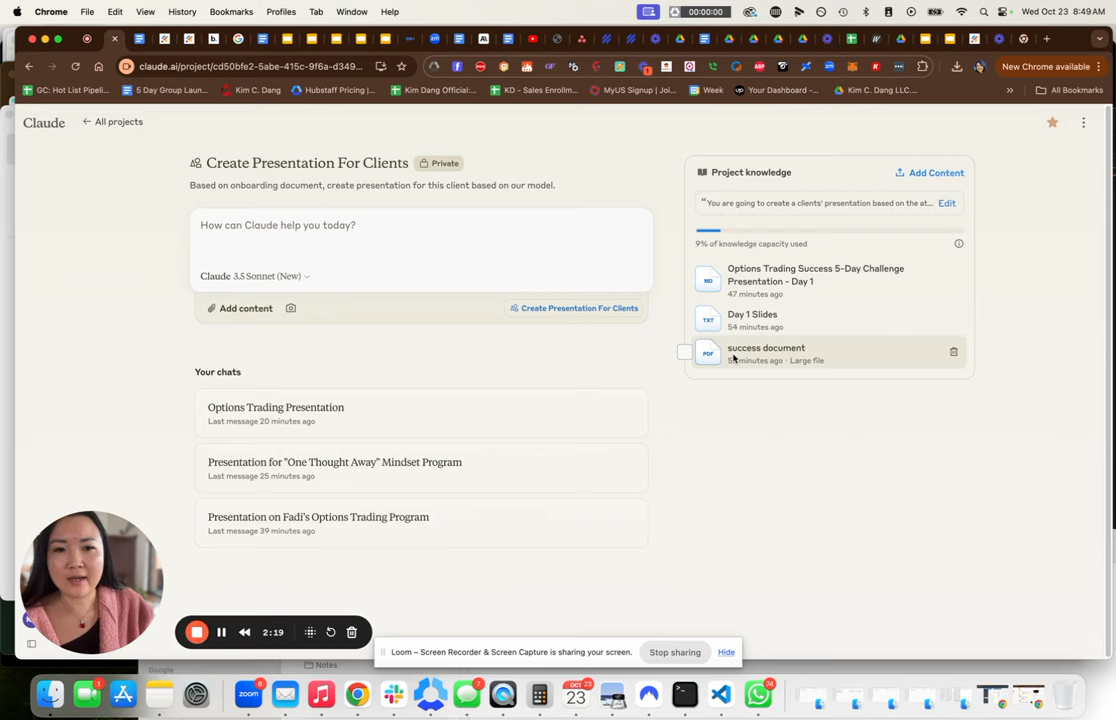 Chrome File Edit View History Bookmarks Profiles Tab Window Help
00:00:00
Wed Oct 23 8:49 AM
claude.ai/project/cd50bfe2-5abe-415c-9f6a-d349...
New Chrome available
GC: Hot List Pipelin...
5 Day Group Laun...
Kim C. Dang
Hubstaff Pricing |...
Kim Dang Official:...
KD - Sales Enrollm...
MyUS Signup | Joi...
Week
Your Dashboard -...
Kim C. Dang LLC....
»
All Bookmarks
Claude
← All projects
Create Presentation For Clients
Private
Based on onboarding document, create presentation for this client based on our model.
How can Claude help you today?
Claude 3.5 Sonnet (New)
Add content
Create Presentation For Clients
Your chats
Options Trading Presentation
Last message 20 minutes ago
Presentation for "One Thought Away" Mindset Program
Last message 25 minutes ago
Presentation on Fadi's Options Trading Program
Last message 39 minutes ago
Project knowledge
Add Content
“You are going to create a clients' presentation based on the at...
Edit
9% of knowledge capacity used
MD
Options Trading Success 5-Day Challenge
Presentation - Day 1
47 minutes ago
TXT
Day 1 Slides
54 minutes ago
PDF
success document
minutes ago · Large file
2:19
Loom – Screen Recorder & Screen Capture is sharing your screen.
Stop sharing
Hide
Google
Notes
zoom
OCT
23